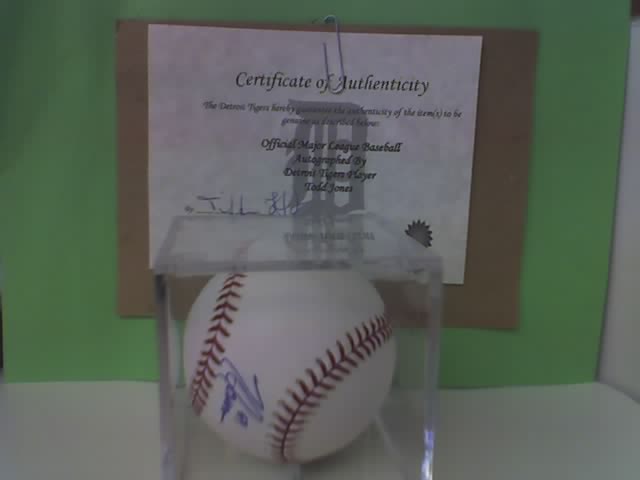 Certificate of Authenticity
The Detroit Tigers hereby guarantee the authenticity of the item(s) to be
genuine as described below:
Official Major League Baseball
Autographed By
Detroit Tigers Player
Todd Jones
By